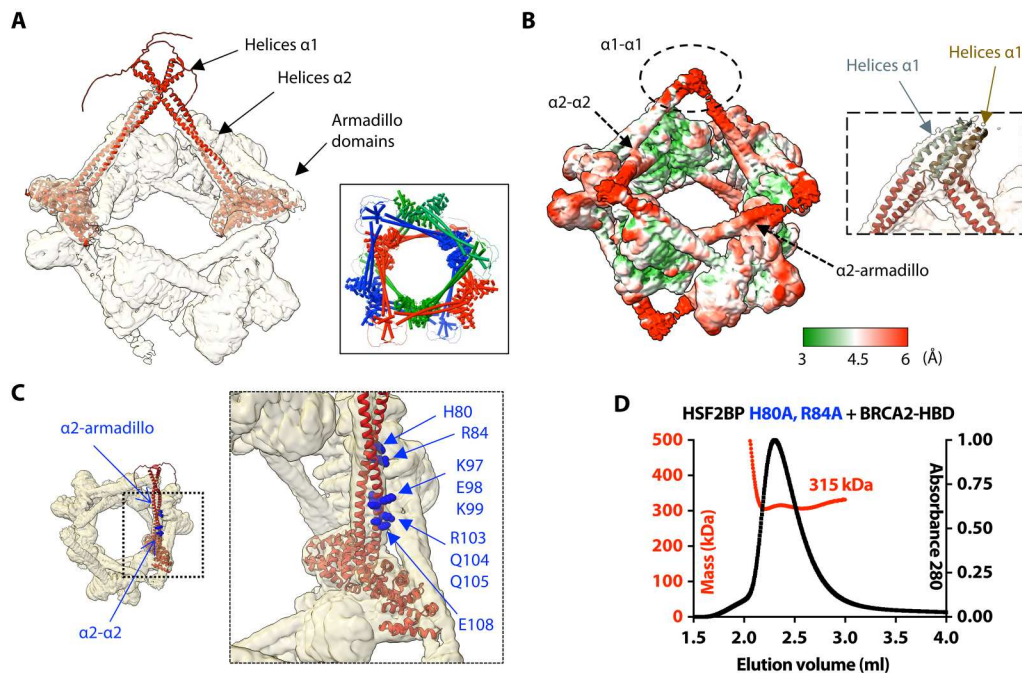 A
Helices α1
Helices α2
Armadillo
domains
B
α1-α1
α2-α2
α2-armadillo
Helices α1
Helices α1
3 4.5 6 (Å)
C
α2-armadillo
α2-α2
H80
R84
K97
E98
K99
R103
Q104
Q105
E108
D
HSF2BP H80A, R84A + BRCA2-HBD
Mass (kDa)
500
400
300
200
100
0
315 kDa
1.00
0.75
0.50
0.25
0.00
Absorbance 280
1.5 2.0 2.5 3.0 3.5 4.0
Elution volume (ml)